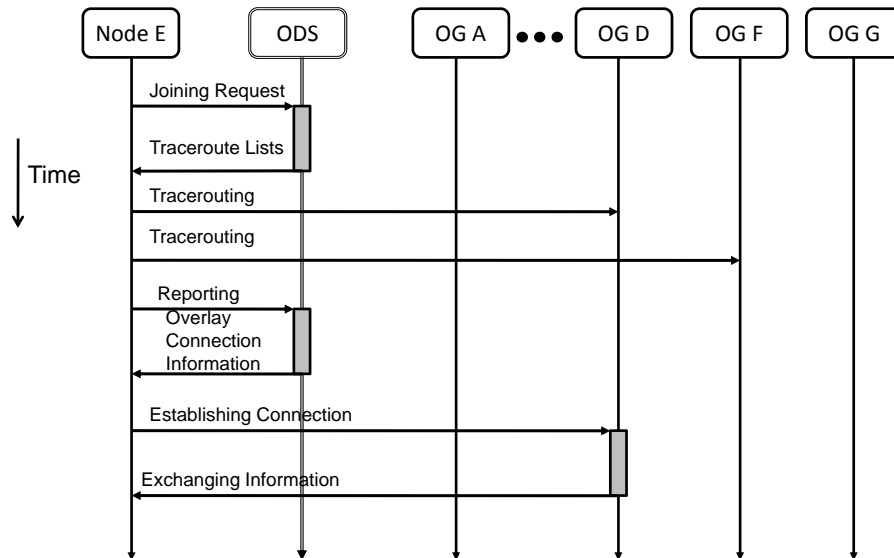 Node E
ODS
OG A
OG D
OG F
OG G
Joining Request
Traceroute Lists
Time
Tracerouting
Tracerouting
Reporting
Overlay
Connection
Information
Establishing Connection
Exchanging Information